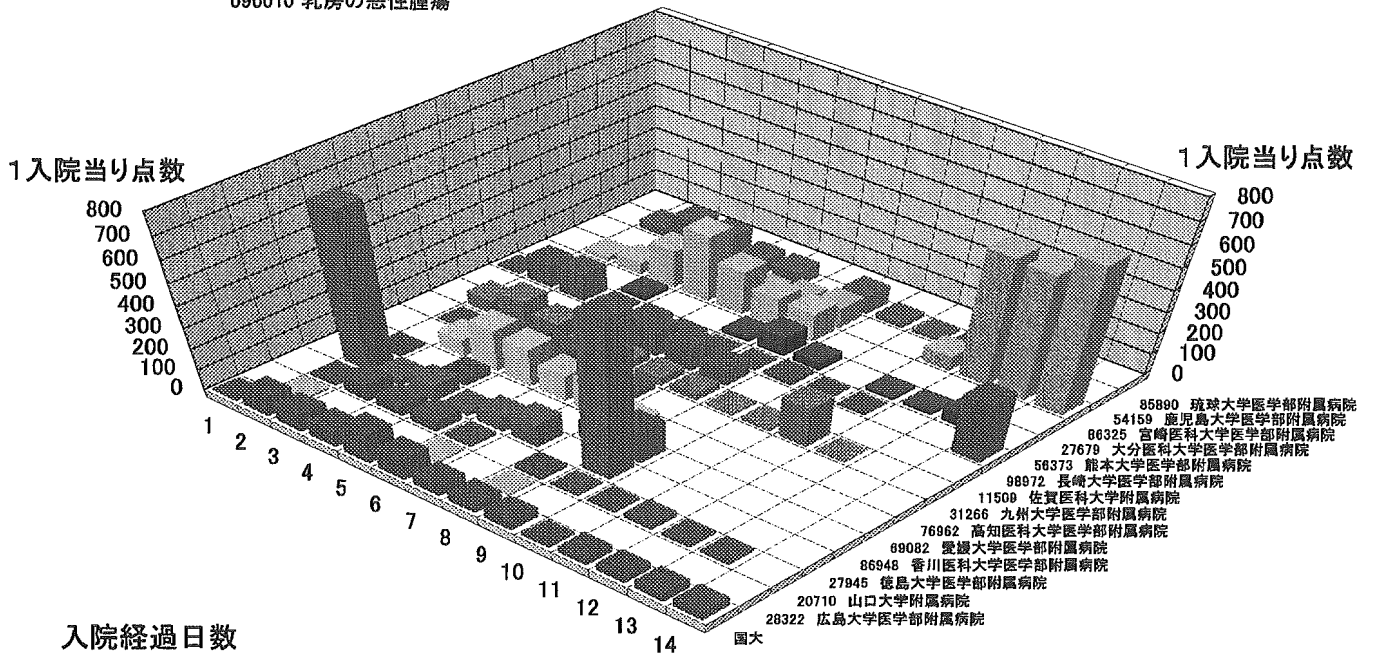 090010 乳房の悪性腫瘍
1入院当り点数
800
700
600
500
400
300
200
100
0
1入院当り点数
800
700
600
500
400
300
200
100
0
1
2
3
4
5
6
7
8
9
10
11
12
13
14
85890 琉球大学医学部附属病院
54159 鹿児島大学医学部附属病院
86325 宮崎医科大学医学部附属病院
27679 大分医科大学医学部附属病院
56373 熊本大学医学部附属病院
98972 長崎大学医学部附属病院
11509 佐賀医科大学附属病院
31266 九州大学医学部附属病院
76962 高知医科大学医学部附属病院
69082 愛媛大学医学部附属病院
86948 香川医科大学医学部附属病院
27945 徳島大学医学部附属病院
20710 山口大学附属病院
28322 広島大学医学部附属病院
国大
入院経過日数